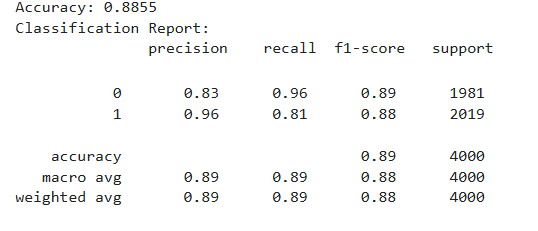 Accuracy: 0.8855
Classification Report:
precision recall f1-score support
0 0.83 0.96 0.89 1981
1 0.96 0.81 0.88 2019
accuracy 0.89 4000
macro avg 0.89 0.89 0.88 4000
weighted avg 0.89 0.89 0.88 4000